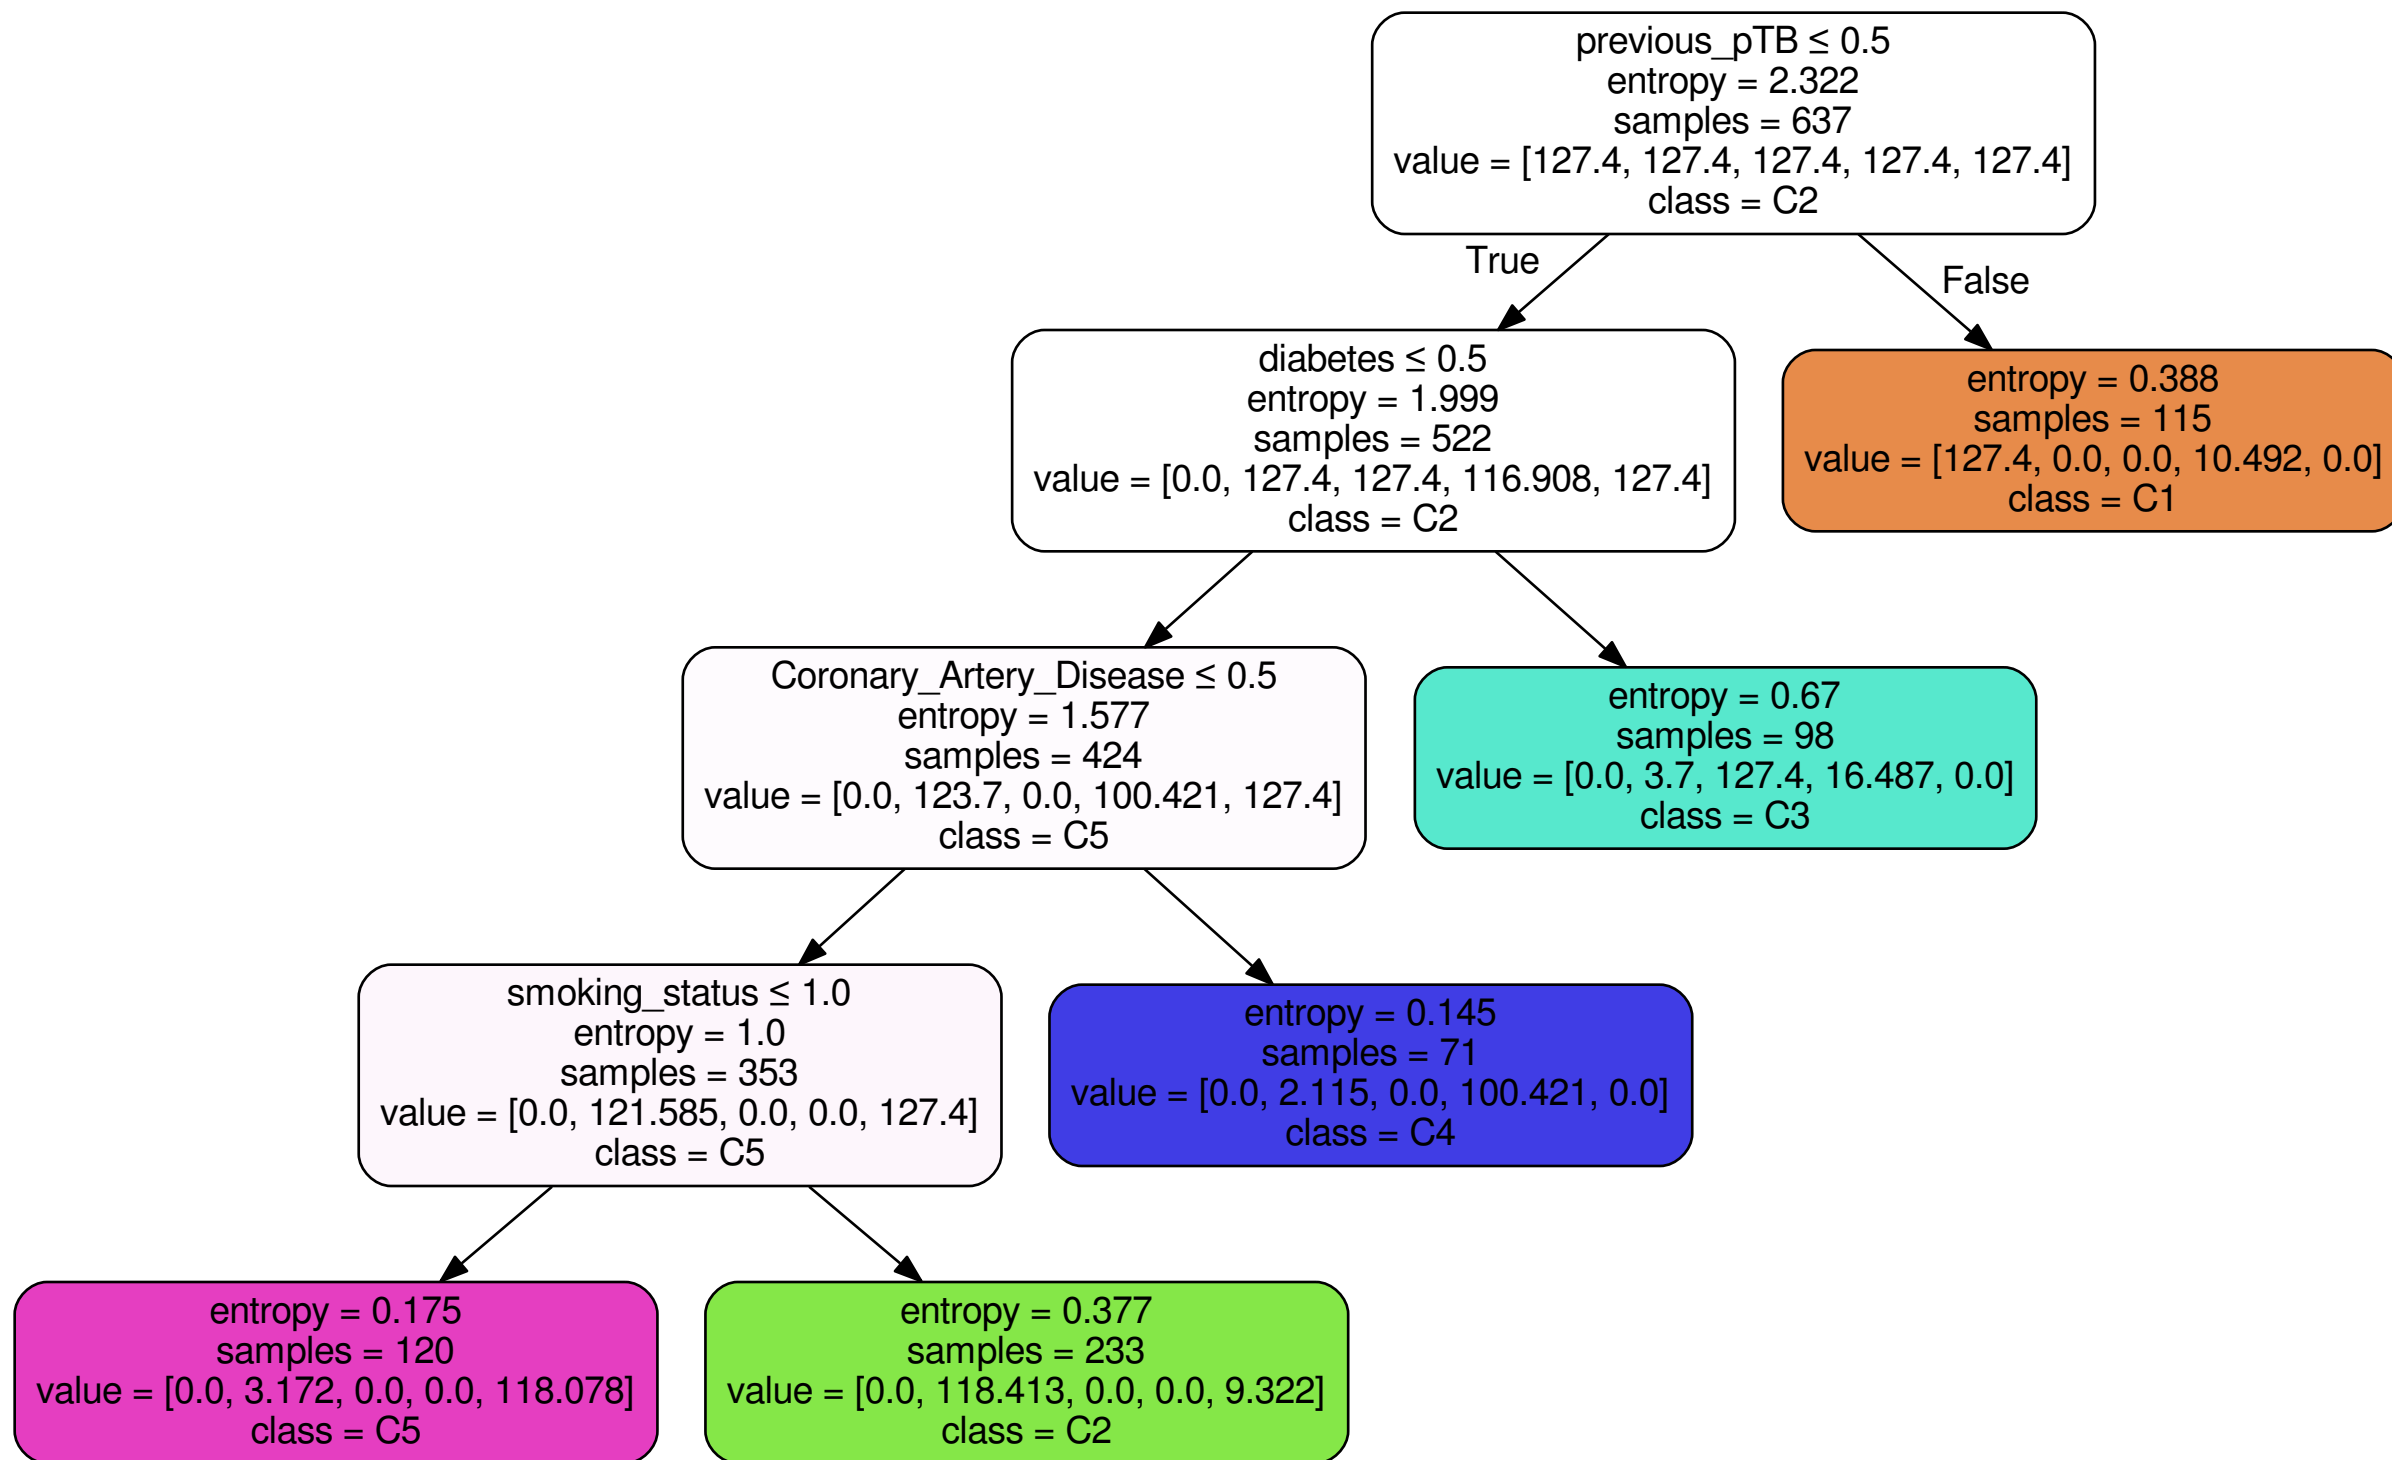 previous_pTB ≤ 0.5
entropy = 2.322
samples = 637
value = [127.4, 127.4, 127.4, 127.4, 127.4]
class = C2
True
False
diabetes ≤ 0.5
entropy = 1.999
samples = 522
value = [0.0, 127.4, 127.4, 116.908, 127.4]
class = C2
entropy = 0.388
samples = 115
value = [127.4, 0.0, 0.0, 10.492, 0.0]
class = C1
Coronary_Artery_Disease ≤ 0.5
entropy = 1.577
samples = 424
value = [0.0, 123.7, 0.0, 100.421, 127.4]
class = C5
entropy = 0.67
samples = 98
value = [0.0, 3.7, 127.4, 16.487, 0.0]
class = C3
smoking_status ≤ 1.0
entropy = 1.0
samples = 353
value = [0.0, 121.585, 0.0, 0.0, 127.4]
class = C5
entropy = 0.145
samples = 71
value = [0.0, 2.115, 0.0, 100.421, 0.0]
class = C4
entropy = 0.175
samples = 120
value = [0.0, 3.172, 0.0, 0.0, 118.078]
class = C5
entropy = 0.377
samples = 233
value = [0.0, 118.413, 0.0, 0.0, 9.322]
class = C2